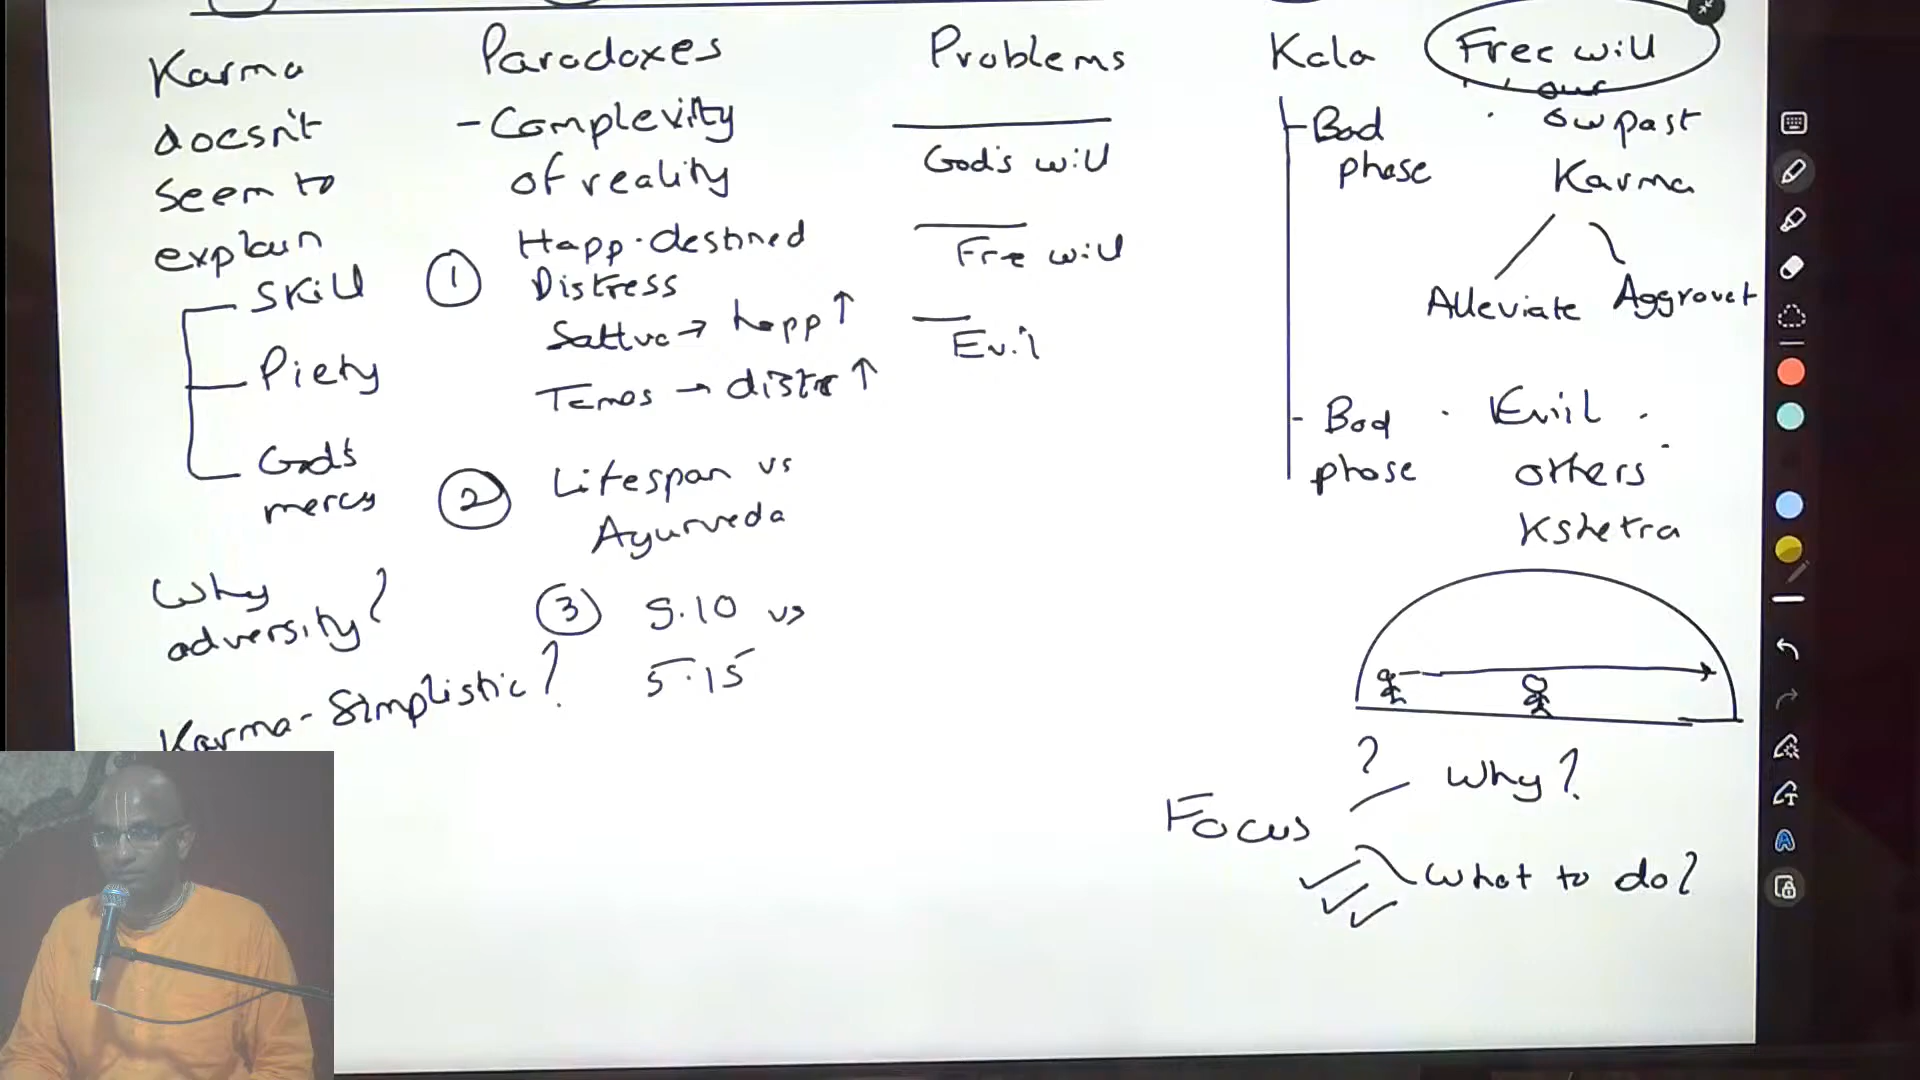 Karma
doesn't
seem to
explain
Skill
Piety
God's
mercy
Why
adversity?
Karma - Simplistic?
Paradoxes
- Complexity
of reality
1 Happ. destined
Distress
Sattva → happ ↑
Tamos → distr ↑
2 Lifespan vs
Ayurveda
3 5.10 vs
5.15
Problems
God's will
Free will
Evil
Kala
Bad
phase
Bad
phase
Free will
our
ow past
Karma
Alleviate Aggravat
Evil
others
Kshetra
?
Why?
Focus
What to do?